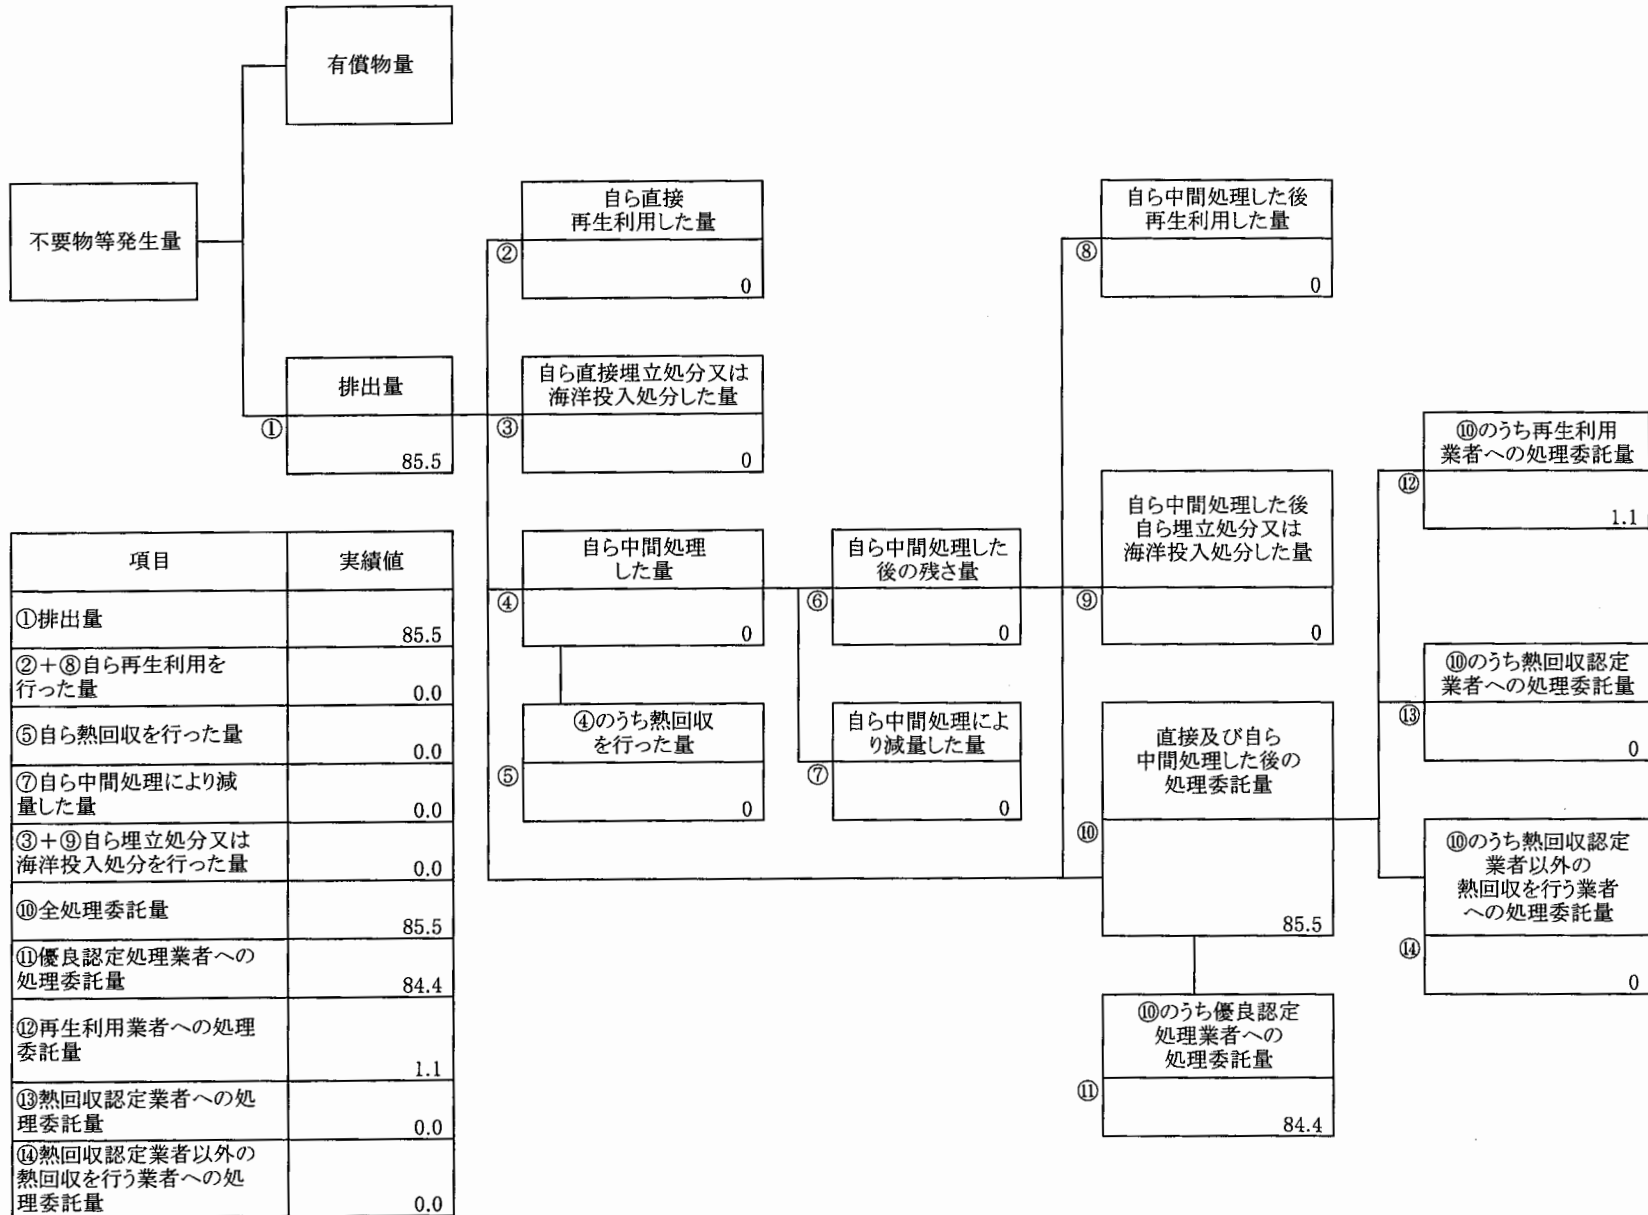 有償物量
不要物等発生量
自ら直接
再生利用した量
②
0
自ら中間処理した後
再生利用した量
⑧
0
排出量
①
85.5
自ら直接埋立処分又は
海洋投入処分した量
③
0
⑩のうち再生利用
業者への処理委託量
⑫
1.1
自ら中間処理した後
自ら埋立処分又は
海洋投入処分した量
⑨
0
自ら中間処理
した量
④
0
自ら中間処理した
後の残さ量
⑥
0
⑩のうち熱回収認定
業者への処理委託量
⑬
0
④のうち熱回収
を行った量
⑤
0
自ら中間処理によ
り減量した量
⑦
0
直接及び自ら
中間処理した後の
処理委託量
⑩
85.5
⑩のうち熱回収認定
業者以外の
熱回収を行う業者
への処理委託量
⑭
0
⑩のうち優良認定
処理業者への
処理委託量
⑪
84.4
項目 実績値
①排出量 85.5
②+⑧自ら再生利用を
行った量 0.0
⑤自ら熱回収を行った量 0.0
⑦自ら中間処理により減
量した量 0.0
③+⑨自ら埋立処分又は
海洋投入処分を行った量 0.0
⑩全処理委託量 85.5
⑪優良認定処理業者への
処理委託量 84.4
⑫再生利用業者への処理
委託量 1.1
⑬熱回収認定業者への処
理委託量 0.0
⑭熱回収認定業者以外の
熱回収を行う業者への処
理委託量 0.0